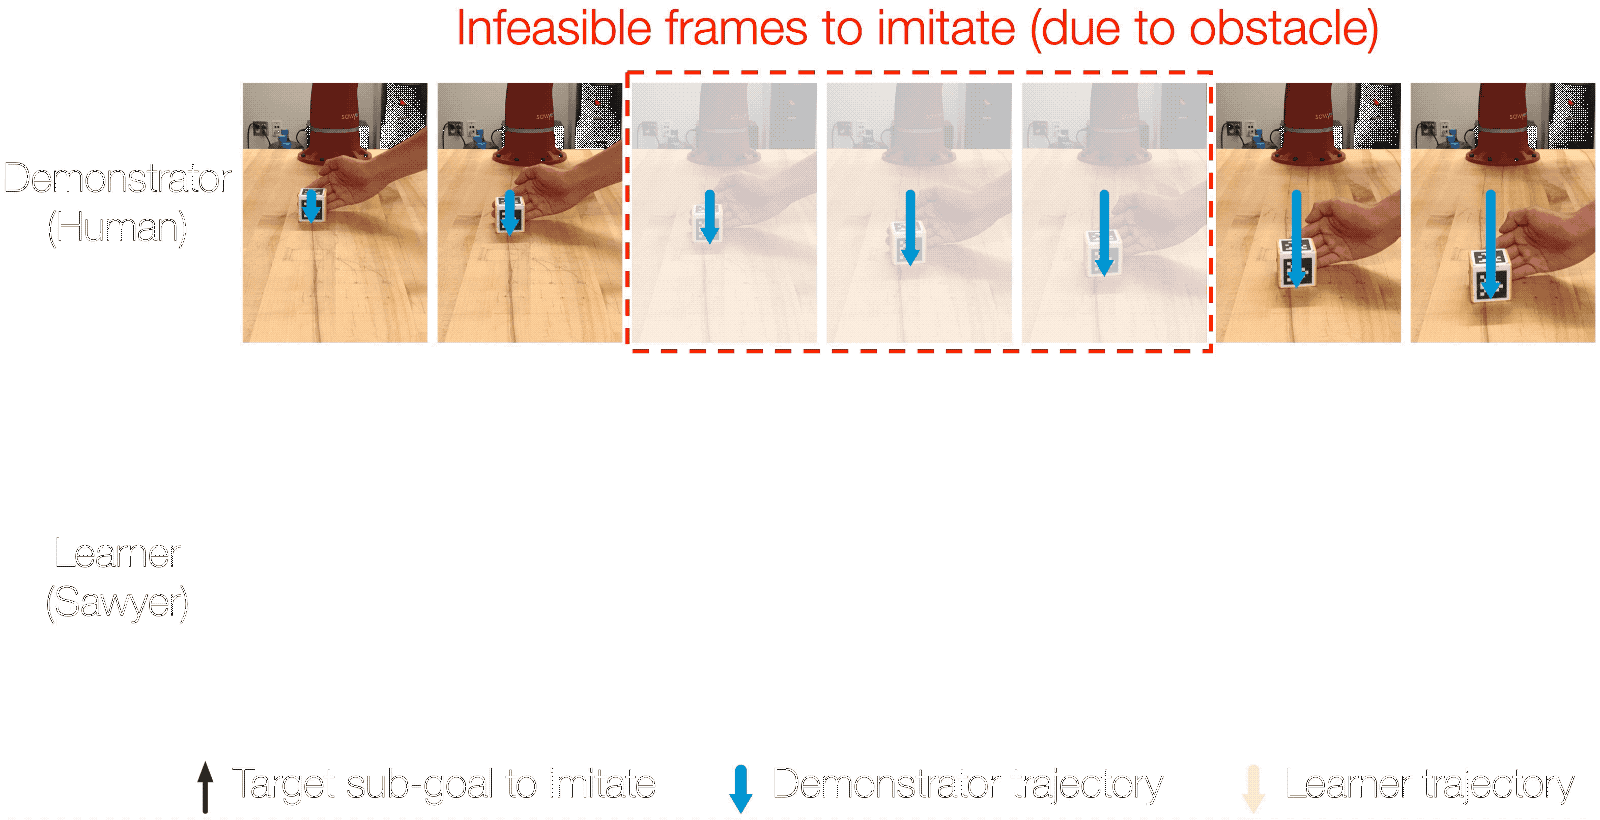 Infeasible frames to imitate (due to obstacle)
Demonstrator
(Human)
Learner
(Sawyer)
Target sub-goal to imitate
Demonstrator trajectory
Learner trajectory